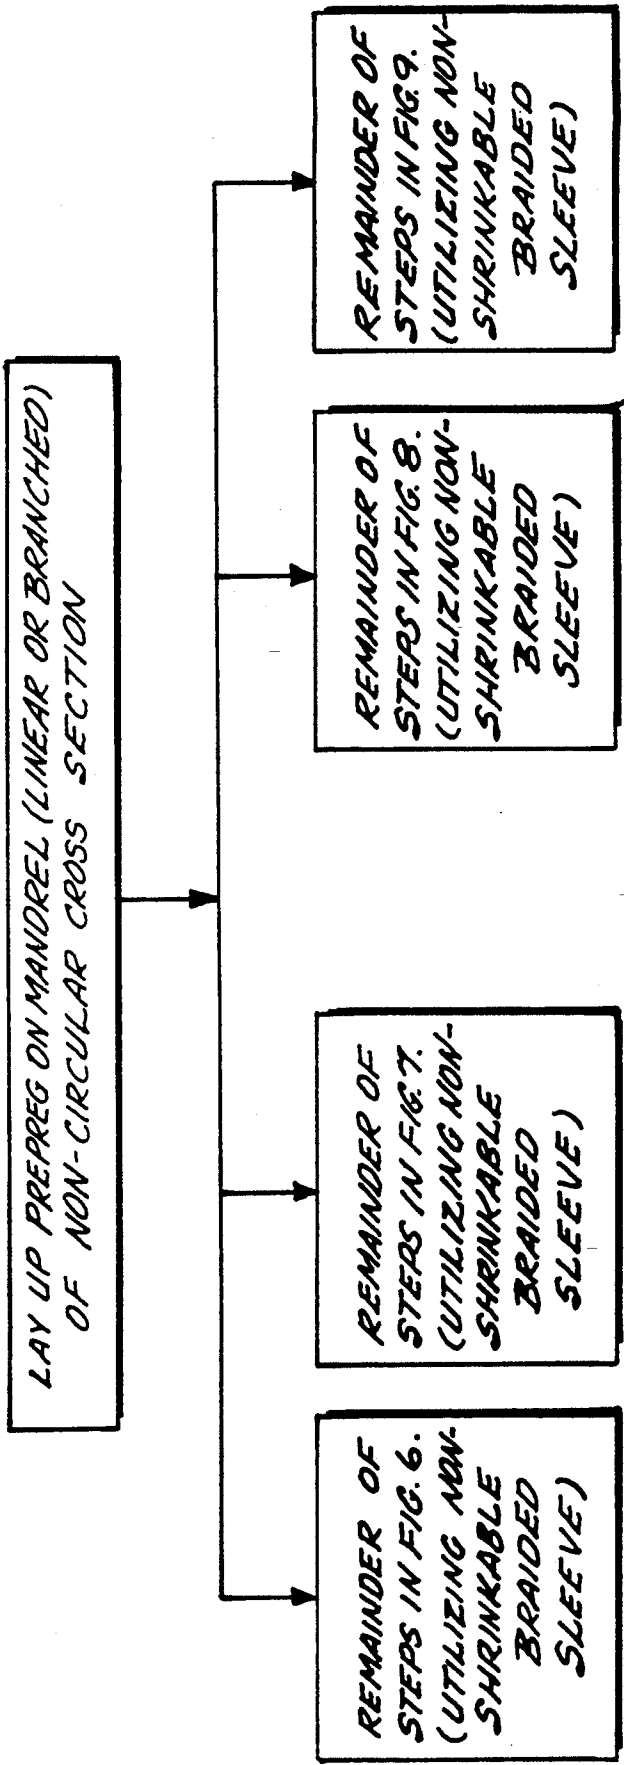 LAY UP PREPREG ON MANDREL (LINEAR OR BRANCHED)
OF NON-CIRCULAR CROSS SECTION
REMAINDER OF
STEPS IN FIG. 6.
(UTILIZING NON-
SHRINKABLE
BRAIDED
SLEEVE)
REMAINDER OF
STEPS IN FIG. 7.
(UTILIZING NON-
SHRINKABLE
BRAIDED
SLEEVE)
REMAINDER OF
STEPS IN FIG. 8.
(UTILIZING NON-
SHRINKABLE
BRAIDED
SLEEVE)
REMAINDER OF
STEPS IN FIG. 9.
(UTILIZING NON-
SHRINKABLE
BRAIDED
SLEEVE)